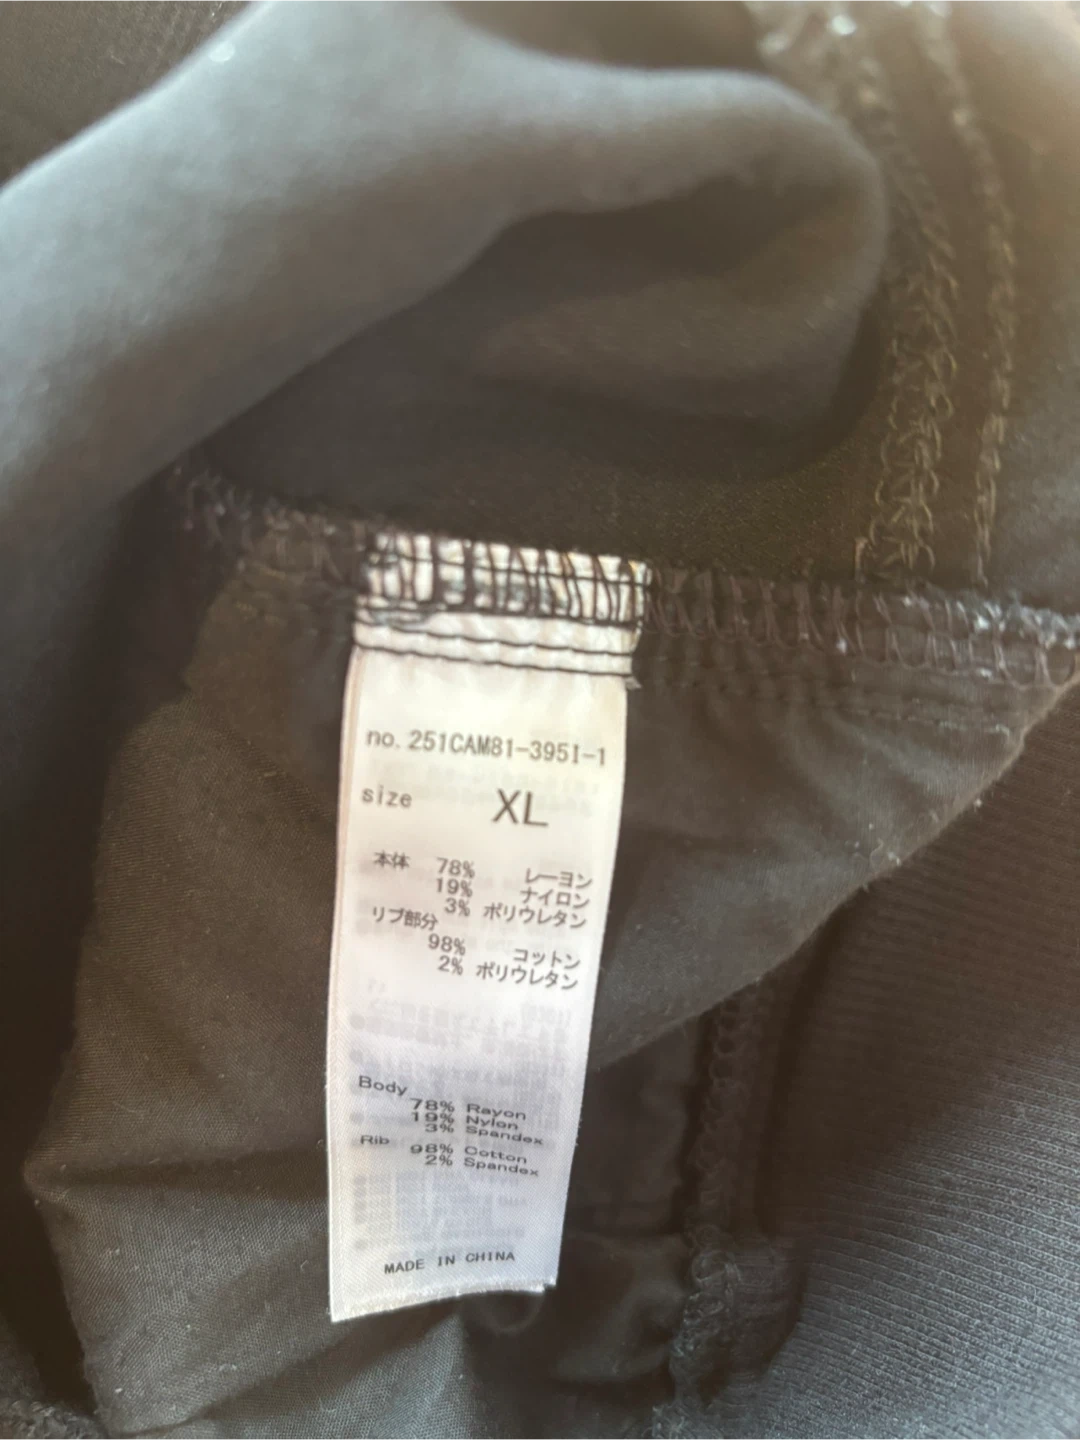 no. 251CAM81-395I-1
size XL
本体 78% レーヨン
19% ナイロン
3% ポリウレタン
リブ部分
98% コットン
2% ポリウレタン
Body
78% Rayon
19% Nylon
3% Spandex
Rib 98% Cotton
2% Spandex
MADE IN CHINA